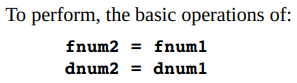 To perform, the basic operations of:
fnum2 = fnum1
dnum2 = dnum1